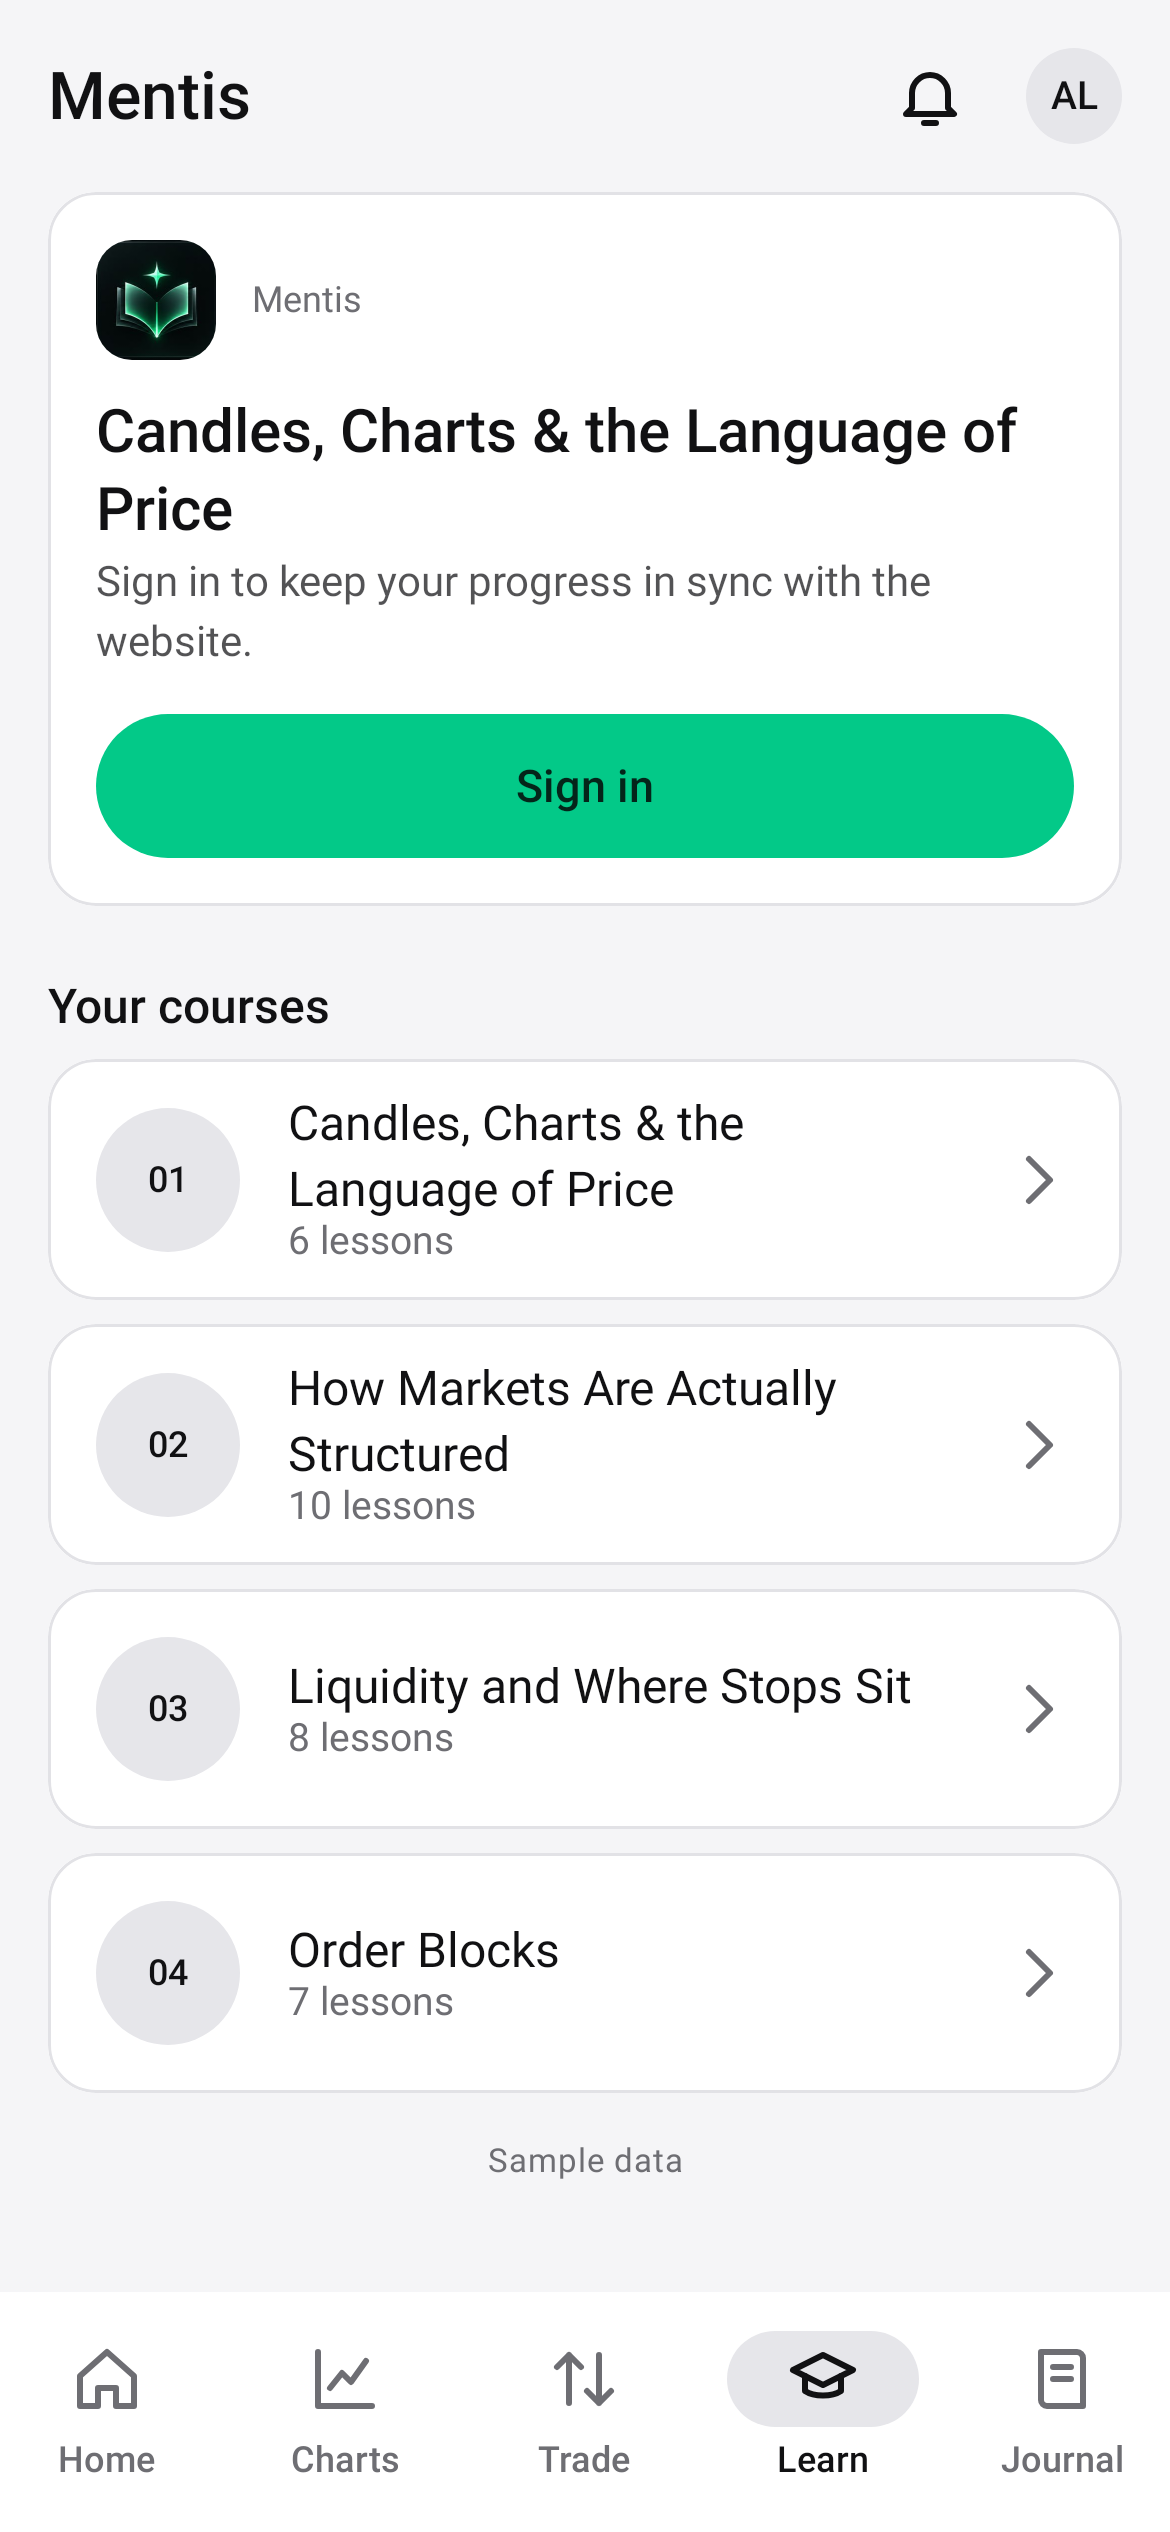 Mentis
AL
Mentis
Candles, Charts & the Language of
Price
Sign in to keep your progress in sync with the
website.
Sign in
Your courses
01
Candles, Charts & the
Language of Price
6 lessons
02
How Markets Are Actually
Structured
10 lessons
03
Liquidity and Where Stops Sit
8 lessons
04
Order Blocks
7 lessons
Sample data
Home
Charts
Trade
Learn
Journal